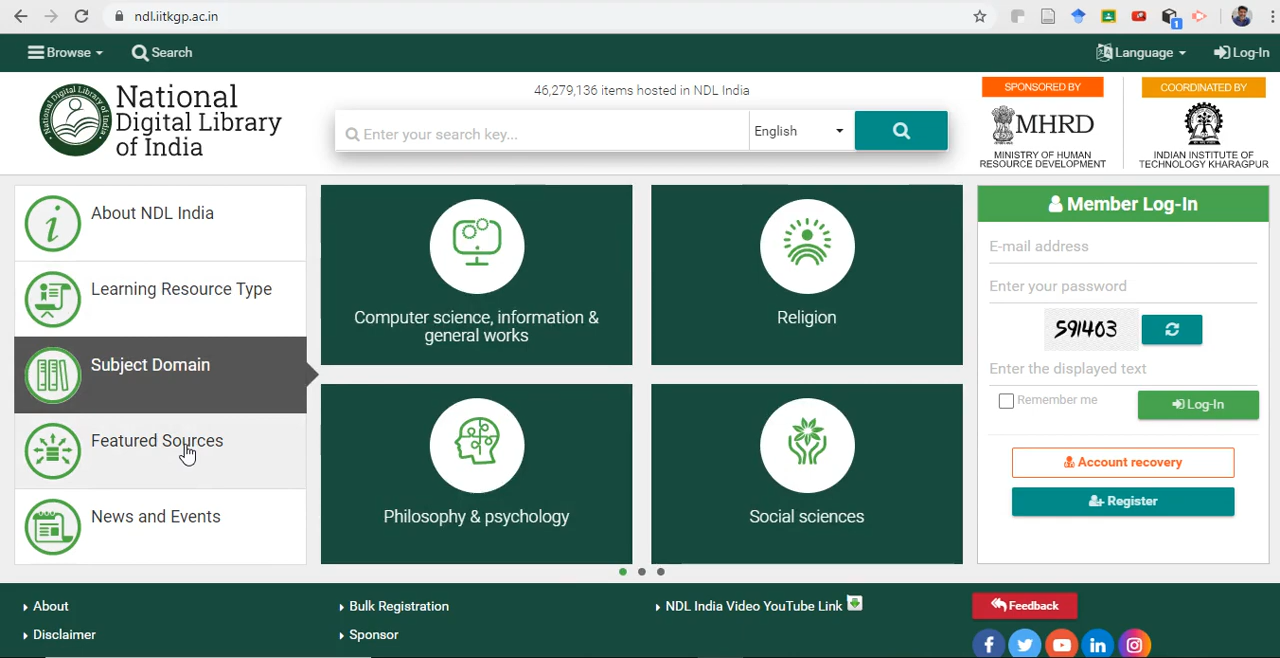 ndl.iitkgp.ac.in
1
Browse
Search
Language
Log-In
National
Digital Library
of India
46,279,136 items hosted in NDL India
Enter your search key...
English
SPONSORED BY
MHRD
MINISTRY OF HUMAN
RESOURCE DEVELOPMENT
COORDINATED BY
INDIAN INSTITUTE OF
TECHNOLOGY KHARAGPUR
About NDL India
Learning Resource Type
Subject Domain
Featured Sources
News and Events
Computer science, information &
general works
Religion
Philosophy & psychology
Social sciences
Member Log-In
E-mail address
Enter your password
591403
Enter the displayed text
Remember me
Log-In
Account recovery
Register
About
Bulk Registration
NDL India Video YouTube Link
Feedback
Disclaimer
Sponsor